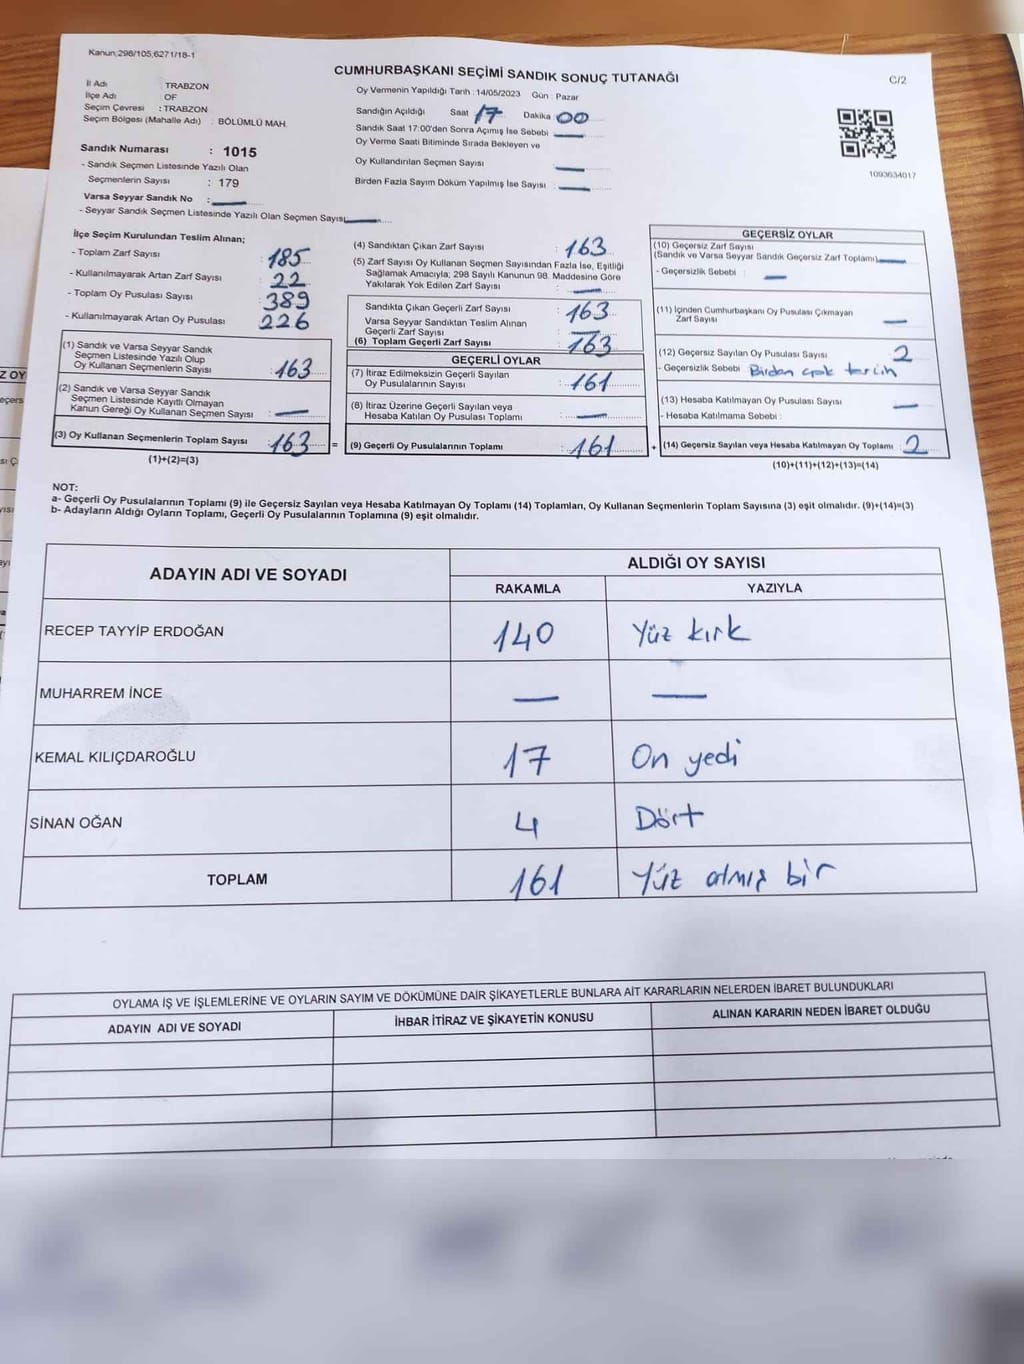 Kanun:298/105,6271/18-1
CUMHURBAŞKANI SEÇİMİ SANDIK SONUÇ TUTANAĞI
C/2
İl Adı : TRABZON
İlçe Adı : OF
Seçim Çevresi : TRABZON
Seçim Bölgesi (Mahalle Adı) : BÖLÜMLÜ MAH.
Sandık Numarası : 1015
- Sandık Seçmen Listesinde Yazılı Olan
Seçmenlerin Sayısı : 179
Varsa Seyyar Sandık No : —
- Seyyar Sandık Seçmen Listesinde Yazılı Olan Seçmen Sayısı: —
Oy Vermenin Yapıldığı Tarih : 14/05/2023 Gün : Pazar
Sandığın Açıldığı Saat 17 Dakika 00
Sandık Saat 17:00'den Sonra Açımış İse Sebebi : —
Oy Verme Saati Bitiminde Sırada Bekleyen ve
Oy Kullandırılan Seçmen Sayısı : —
Birden Fazla Sayım Döküm Yapılmış İse Sayısı : —
1093634017
İlçe Seçim Kurulundan Teslim Alınan;
- Toplam Zarf Sayısı : 185
- Kullanılmayarak Artan Zarf Sayısı : 22
- Toplam Oy Pusulası Sayısı : 389
- Kullanılmayarak Artan Oy Pusulası : 226
(1) Sandık ve Varsa Seyyar Sandık
Seçmen Listesinde Yazılı Olup
Oy Kullanan Seçmenlerin Sayısı : 163
(2) Sandık ve Varsa Seyyar Sandık
Seçmen Listesinde Kayıtlı Olmayan
Kanun Gereği Oy Kullanan Seçmen Sayısı : —
(3) Oy Kullanan Seçmenlerin Toplam Sayısı : 163 =
(1)+(2)=(3)
(4) Sandıktan Çıkan Zarf Sayısı : 163
(5) Zarf Sayısı Oy Kullanan Seçmen Sayısından Fazla İse, Eşitliği
Sağlamak Amacıyla, 298 Sayılı Kanunun 98. Maddesine Göre
Yakılarak Yok Edilen Zarf Sayısı : —
Sandıkta Çıkan Geçerli Zarf Sayısı : 163
Varsa Seyyar Sandıktan Teslim Alınan
Geçerli Zarf Sayısı : —
(6) Toplam Geçerli Zarf Sayısı : 163
GEÇERLİ OYLAR
(7) İtiraz Edilmeksizin Geçerli Sayılan
Oy Pusulalarının Sayısı : 161
(8) İtiraz Üzerine Geçerli Sayılan veya
Hesaba Katılan Oy Pusulası Toplamı : —
(9) Geçerli Oy Pusulalarının Toplamı : 161 +
GEÇERSİZ OYLAR
(10) Geçersiz Zarf Sayısı
(Sandık ve Varsa Seyyar Sandık Geçersiz Zarf Toplamı) —
- Geçersizlik Sebebi : —
(11) İçinden Cumhurbaşkanı Oy Pusulası Çıkmayan
Zarf Sayısı : —
(12) Geçersiz Sayılan Oy Pusulası Sayısı : 2
- Geçersizlik Sebebi Birden çok tercih
(13) Hesaba Katılmayan Oy Pusulası Sayısı : —
- Hesaba Katılmama Sebebi :
(14) Geçersiz Sayılan veya Hesaba Katılmayan Oy Toplamı : 2
(10)+(11)+(12)+(13)=(14)
NOT:
a- Geçerli Oy Pusulalarının Toplamı (9) ile Geçersiz Sayılan veya Hesaba Katılmayan Oy Toplamı (14) Toplamları, Oy Kullanan Seçmenlerin Toplam Sayısına (3) eşit olmalıdır. (9)+(14)=(3)
b- Adayların Aldığı Oyların Toplamı, Geçerli Oy Pusulalarının Toplamına (9) eşit olmalıdır.
ADAYIN ADI VE SOYADI
ALDIĞI OY SAYISI
RAKAMLA YAZIYLA
RECEP TAYYİP ERDOĞAN 140 Yüz kırk
MUHARREM İNCE — —
KEMAL KILIÇDAROĞLU 17 On yedi
SİNAN OĞAN 4 Dört
TOPLAM 161 Yüz atmış bir
OYLAMA İŞ VE İŞLEMLERİNE VE OYLARIN SAYIM VE DÖKÜMÜNE DAİR ŞİKAYETLERLE BUNLARA AİT KARARLARIN NELERDEN İBARET BULUNDUKLARI
ADAYIN ADI VE SOYADI İHBAR İTİRAZ VE ŞİKAYETİN KONUSU ALINAN KARARIN NEDEN İBARET OLDUĞU